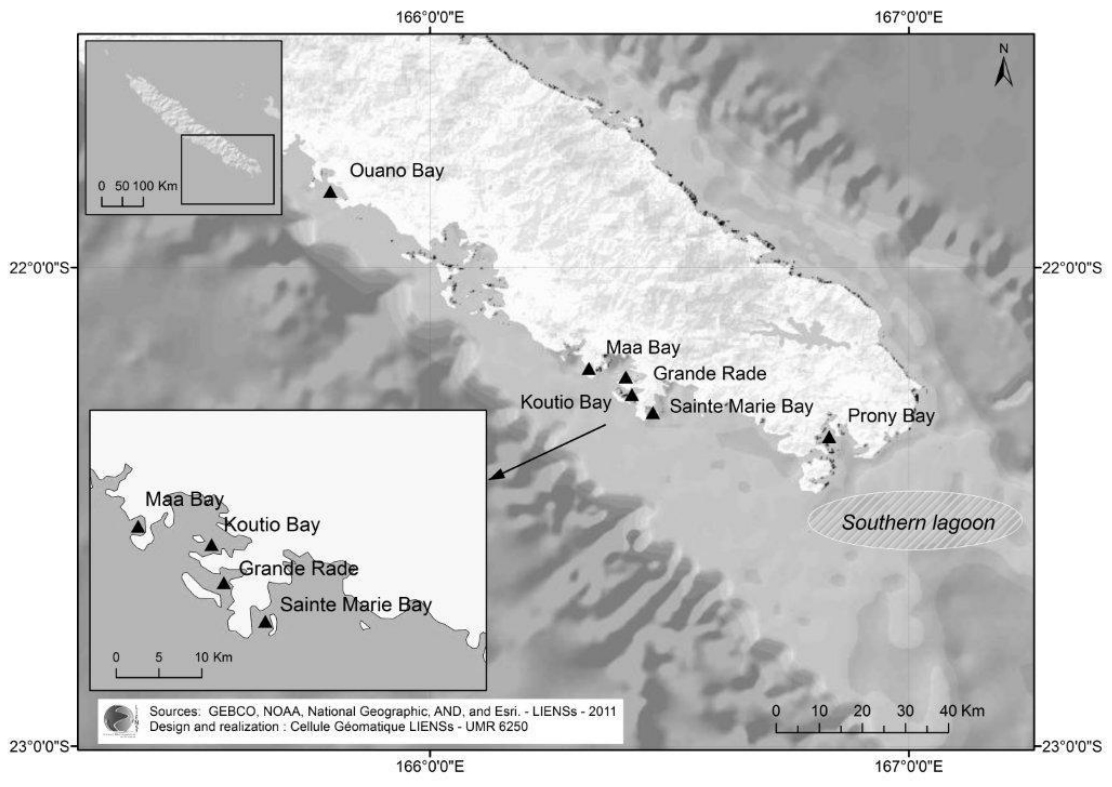 166°0'0"E
167°0'0"E
N
0 50 100 Km
Ouano Bay
22°0'0"S
22°0'0"S
Maa Bay
Grande Rade
Koutio Bay
Sainte Marie Bay
Prony Bay
Southern lagoon
Maa Bay
Koutio Bay
Grande Rade
Sainte Marie Bay
0 5 10 Km
Sources: GEBCO, NOAA, National Geographic, AND, and Esri. - LIENSs - 2011
Design and realization : Cellule Géomatique LIENSs - UMR 6250
0 10 20 30 40 Km
23°0'0"S
23°0'0"S
166°0'0"E
167°0'0"E